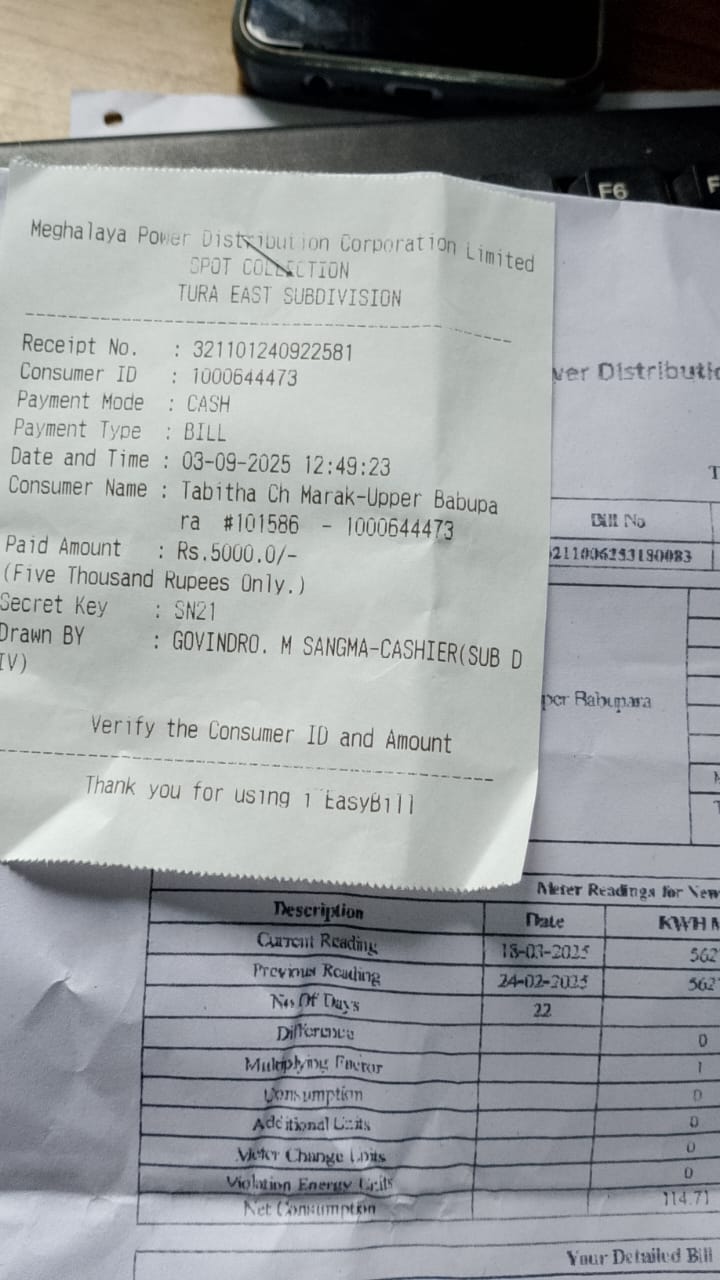 F6
F
Meghalaya Power Distribution Corporation Limited
SPOT COLLECTION
TURA EAST SUBDIVISION
Receipt No. : 321101240922581
Consumer ID : 1000644473
Payment Mode : CASH
Payment Type : BILL
Date and Time : 03-09-2025 12:49:23
Consumer Name : Tabitha Ch Marak-Upper Babupa
ra #101586 - 1000644473
Paid Amount : Rs.5000.0/-
(Five Thousand Rupees Only.)
Secret Key : SN21
Drawn BY : GOVINDRO. M SANGMA-CASHIER(SUB D
IV)
Verify the Consumer ID and Amount
Thank you for using i EasyBill
wer Distributio
T
Bill No
per Babupara
Meter Readings for New
Description Date KWH M
Current Reading 18-03-2025 562
Previous Reading 24-02-2025 562
No Of Days 22
Difference 0
Multiplying Factor 1
Consumption 0
Additional Units 0
Meter Change Units 0
Violation Energy Units 0
Net Consumption 114.71
Your Detailed Bill